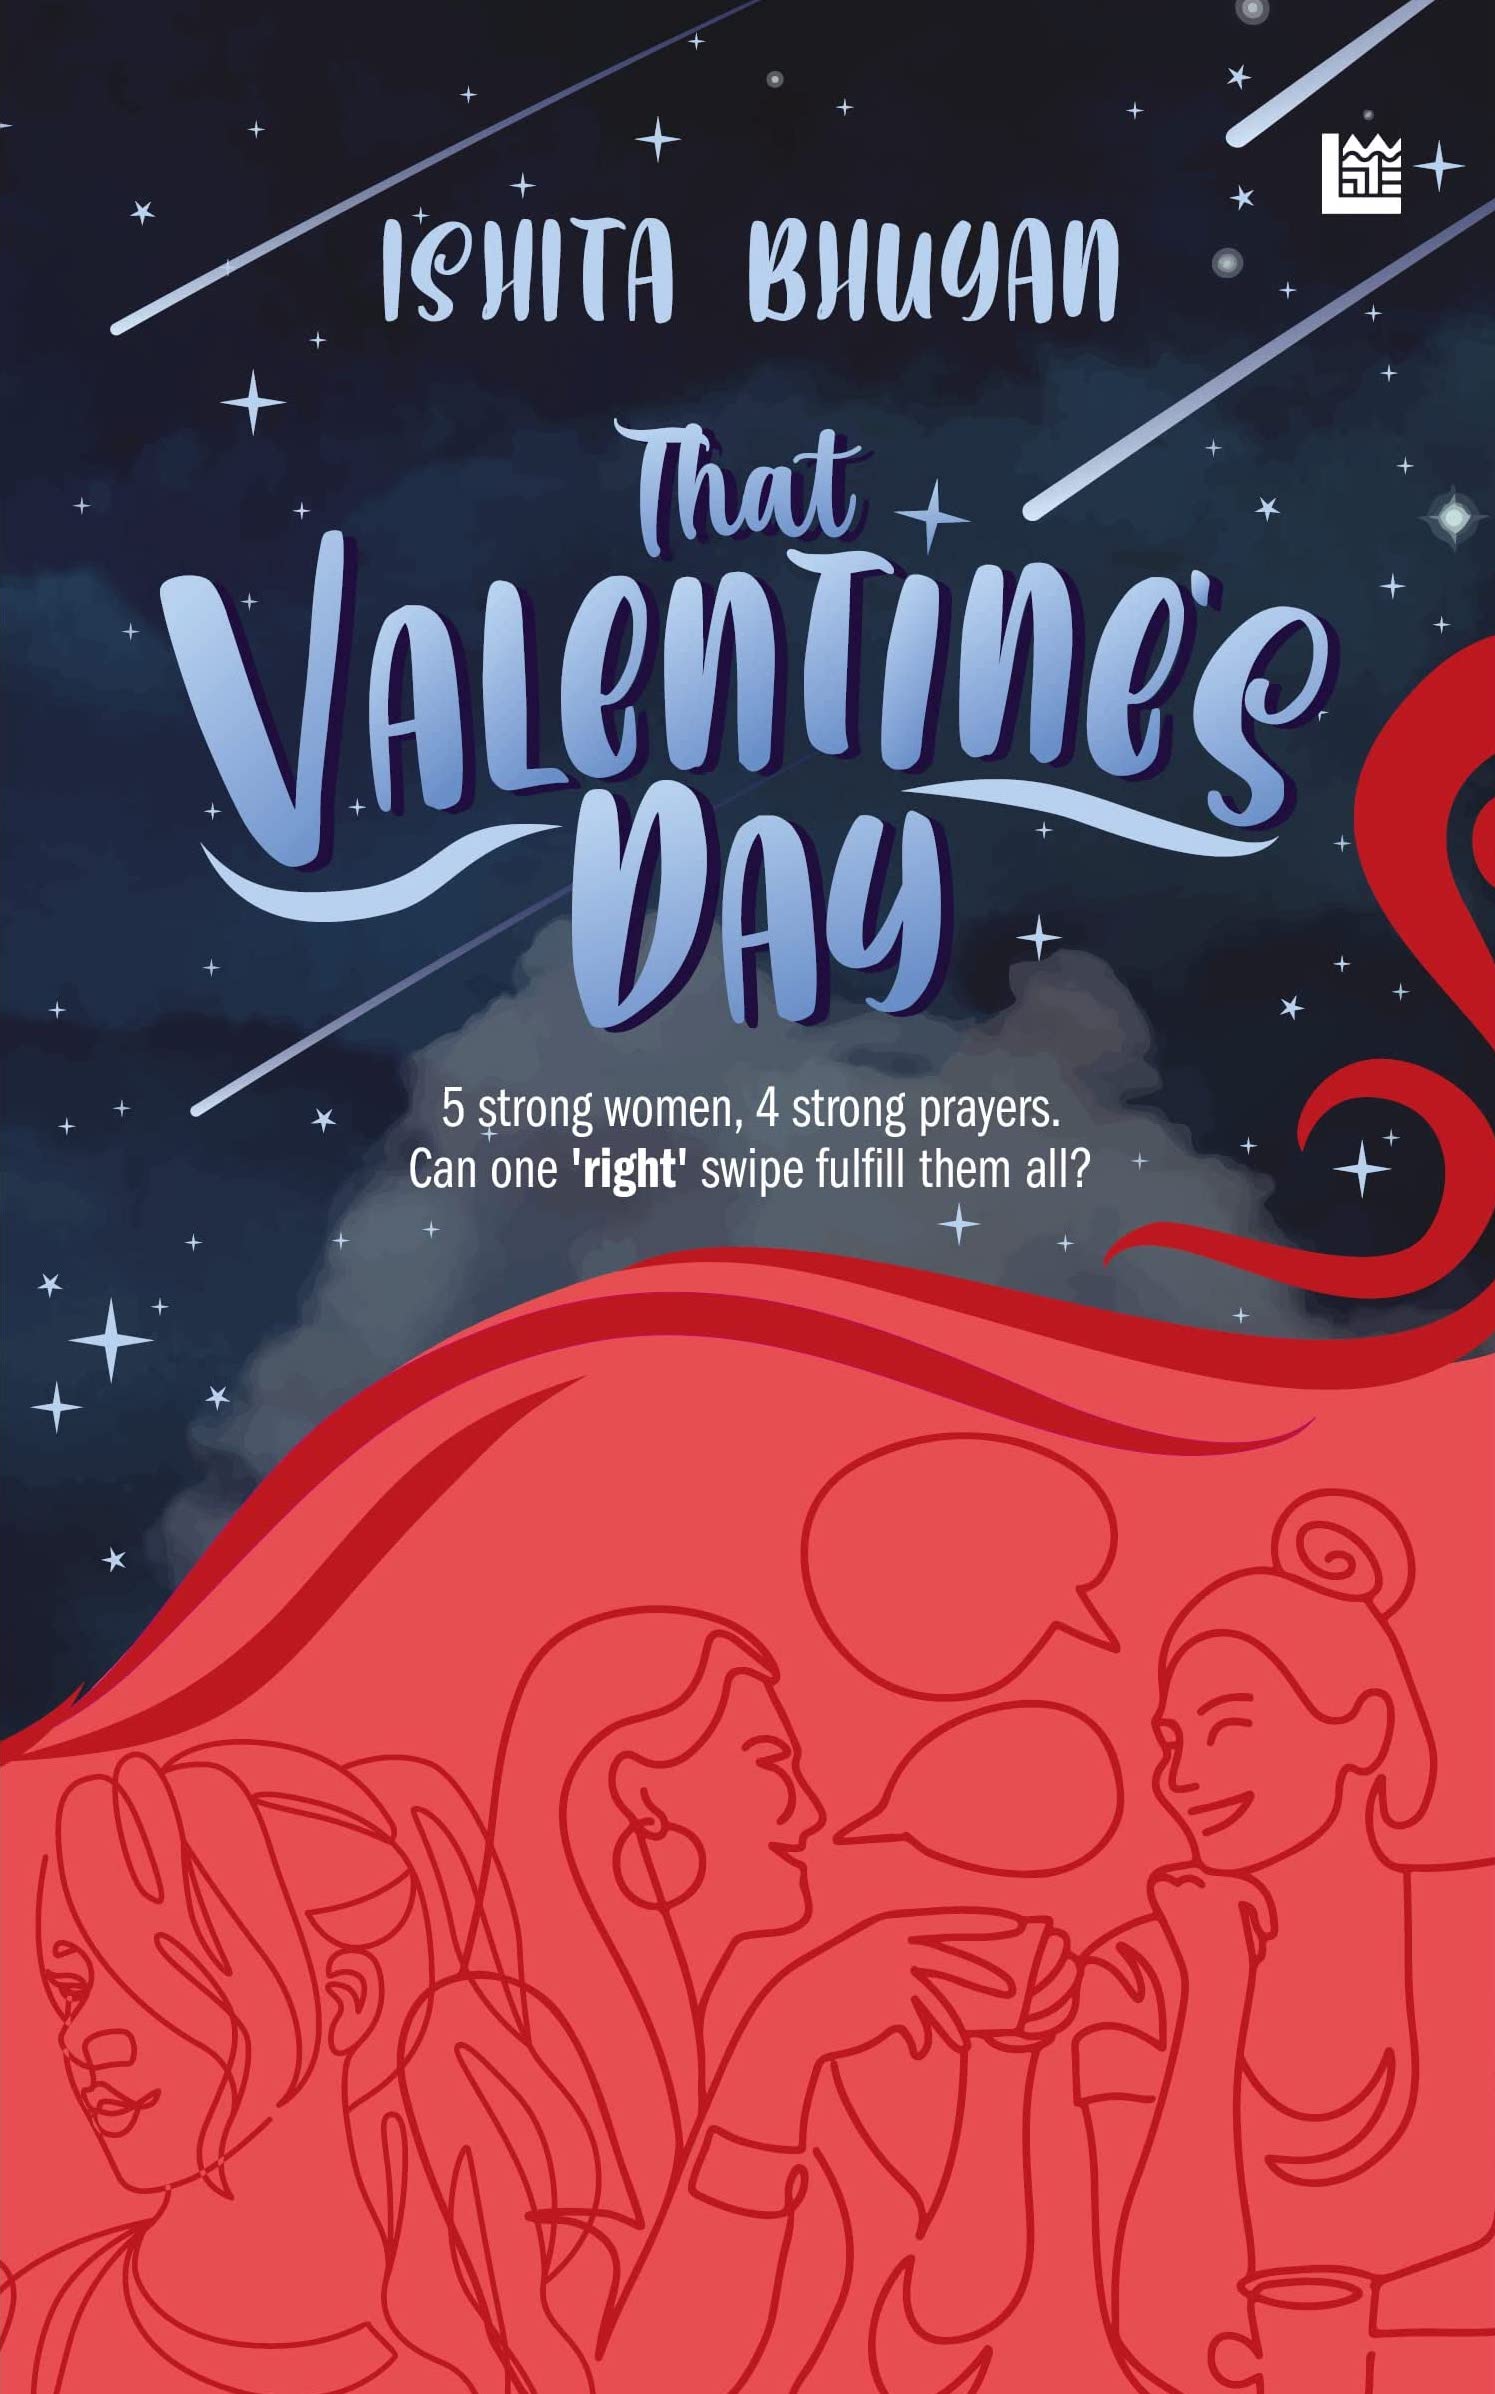 ISHITA BHUYAN
That
VALENTINE'S
DAY
5 strong women, 4 strong prayers.
Can one 'right' swipe fulfill them all?